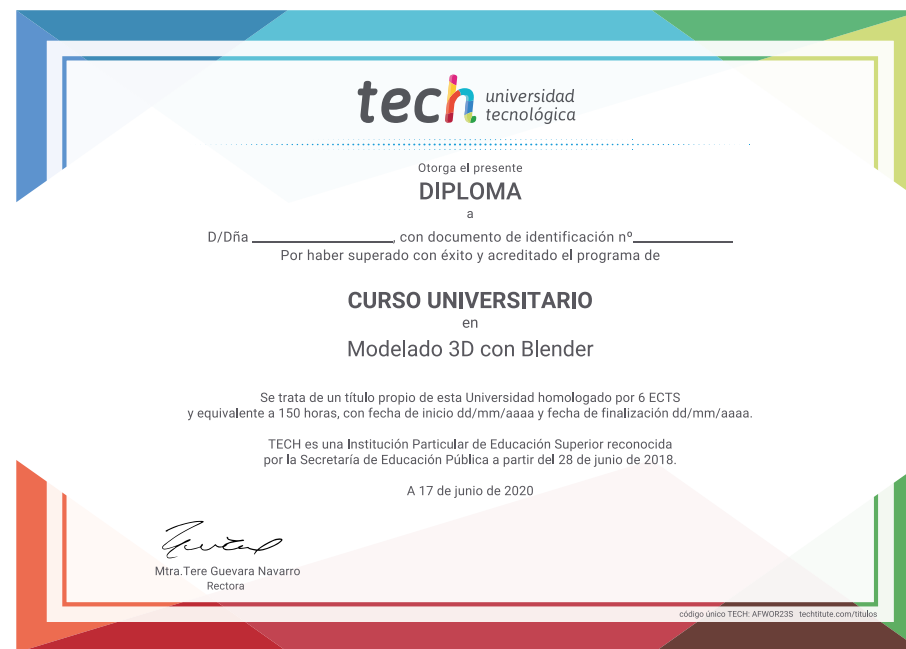 tech universidad
tecnológica
Otorga el presente
DIPLOMA
a
D/Dña ____________________, con documento de identificación nº______________
Por haber superado con éxito y acreditado el programa de
CURSO UNIVERSITARIO
en
Modelado 3D con Blender
Se trata de un título propio de esta Universidad homologado por 6 ECTS
y equivalente a 150 horas, con fecha de inicio dd/mm/aaaa y fecha de finalización dd/mm/aaaa.
TECH es una Institución Particular de Educación Superior reconocida
por la Secretaría de Educación Pública a partir del 28 de junio de 2018.
A 17 de junio de 2020
Mtra.Tere Guevara Navarro
Rectora
código único TECH: AFWOR23S techtitute.com/titulos